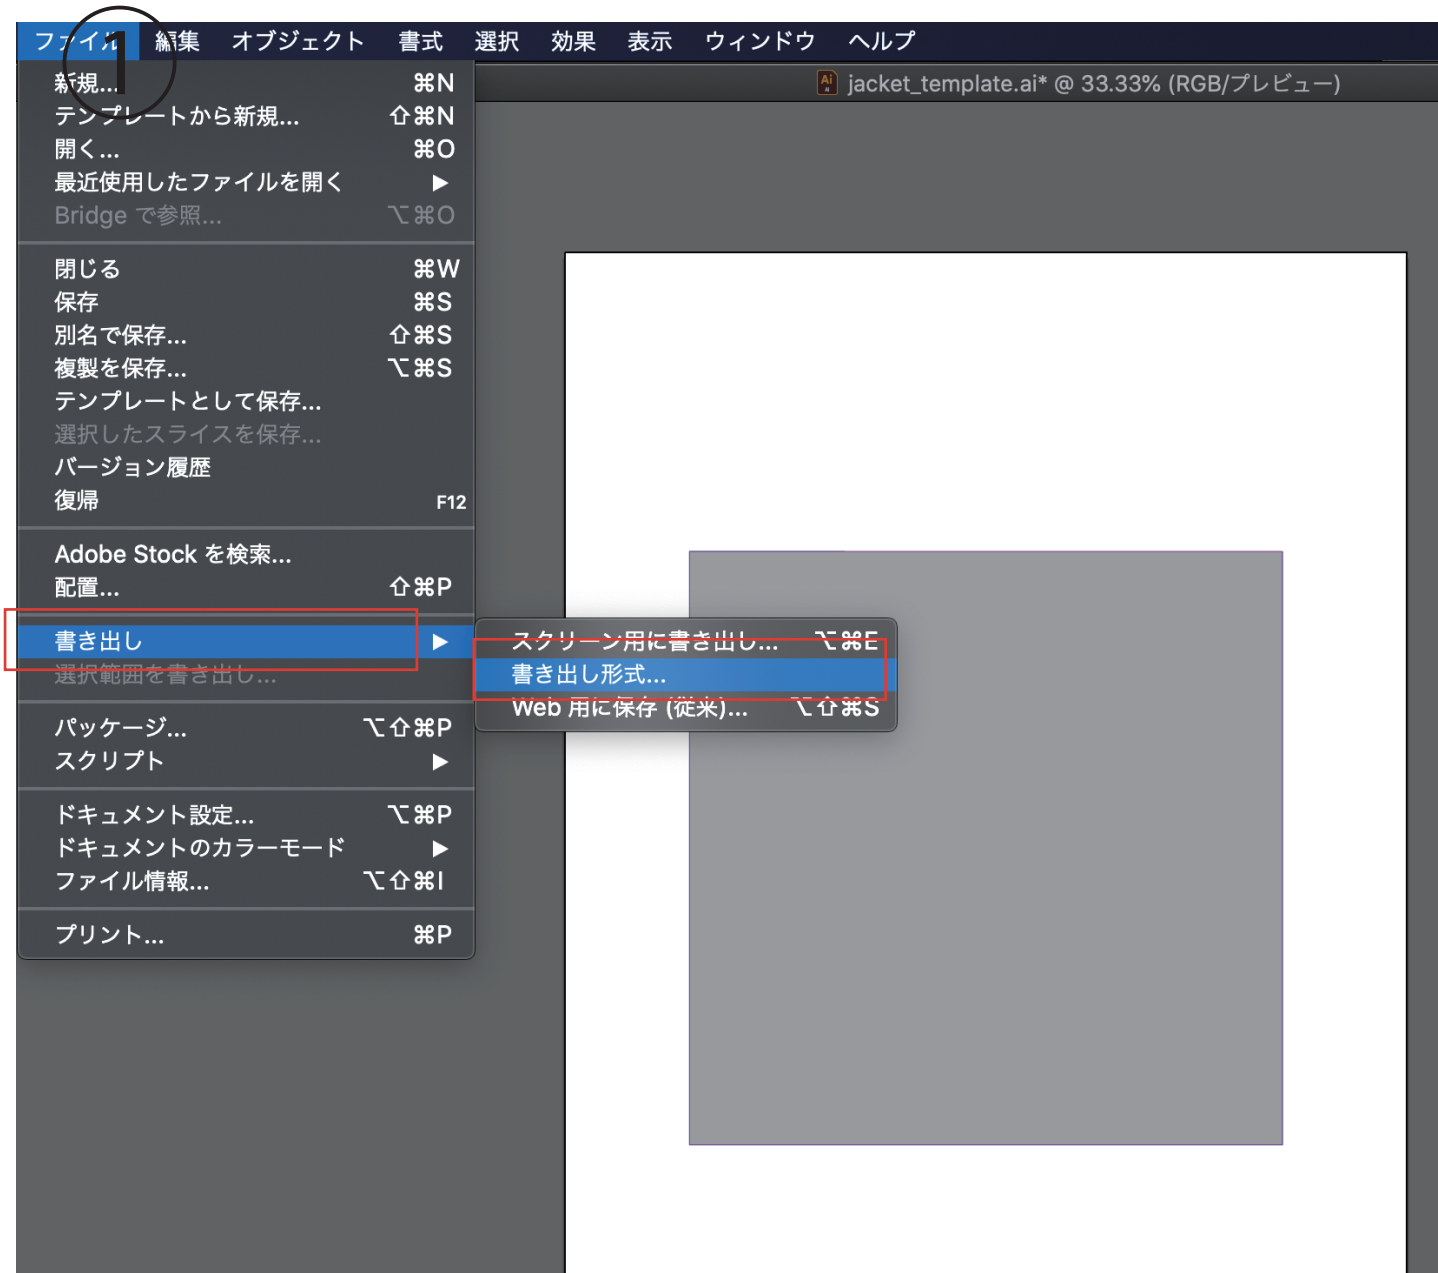 ファイル 編集 オブジェクト 書式 選択 効果 表示 ウィンドウ ヘルプ
1
jacket_template.ai* @ 33.33% (RGB/プレビュー)
新規... ⌘N
テンプレートから新規... ⇧⌘N
開く... ⌘O
最近使用したファイルを開く ▶
Bridge で参照... ⌥⌘O
閉じる ⌘W
保存 ⌘S
別名で保存... ⇧⌘S
複製を保存... ⌥⌘S
テンプレートとして保存...
選択したスライスを保存...
バージョン履歴
復帰 F12
Adobe Stock を検索...
配置... ⇧⌘P
書き出し ▶
選択範囲を書き出し...
スクリーン用に書き出し... ⌥⌘E
書き出し形式...
Web 用に保存 (従来)... ⌥⇧⌘S
パッケージ... ⌥⇧⌘P
スクリプト ▶
ドキュメント設定... ⌥⌘P
ドキュメントのカラーモード ▶
ファイル情報... ⌥⇧⌘I
プリント... ⌘P